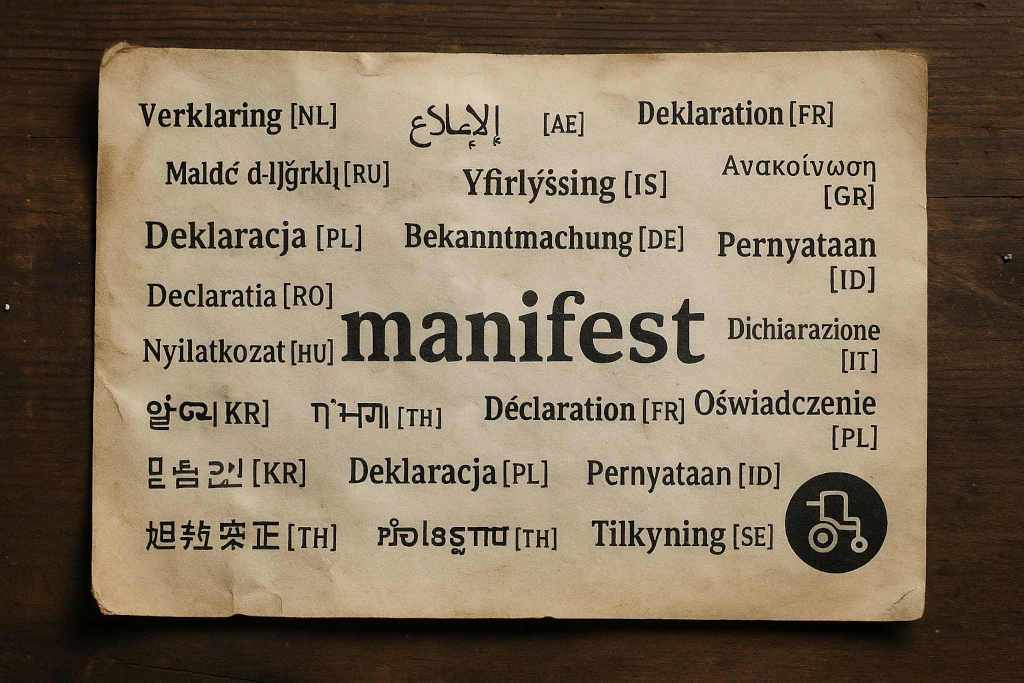 Verklaring [NL] [AE] Deklaration [FR]
[RU] Yfirlýṡsing [IS] Ανακοίνωση
[GR]
Deklaracja [PL] Bekanntmachung [DE] Pernyataan
[ID]
Declaratia [RO]
manifest
Dichiarazione
[IT]
Nyilatkozat [HU]
KR] [TH] Déclaration [FR] Oświadczenie
[PL]
[KR] Deklaracja [PL] Pernyataan [ID]
[TH] [TH] Tilkyning [SE]